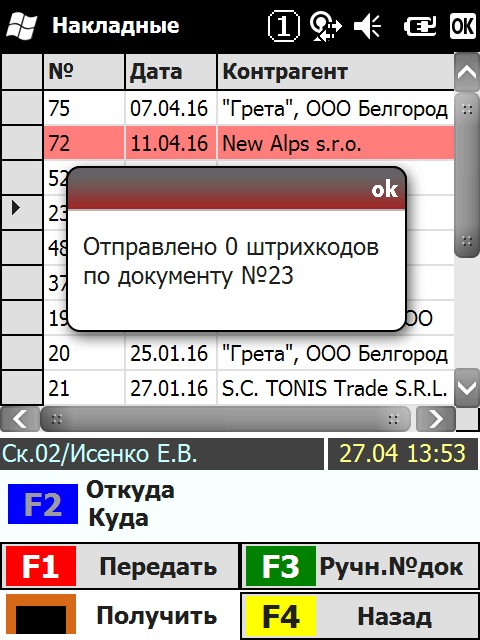 Накладные 1 OK
№ Дата Контрагент
75 07.04.16 "Грета", ООО Белгород
72 11.04.16 New Alps s.r.o.
52
ok
23
Отправлено 0 штрихкодов
48
по документу №23
37
19 ОО
20 25.01.16 "Грета", ООО Белгород
21 27.01.16 S.C. TONIS Trade S.R.L.
Ск.02/Исенко Е.В. 27.04 13:53
F2 Откуда
Куда
F1 Передать F3 Ручн.№док
Получить F4 Назад